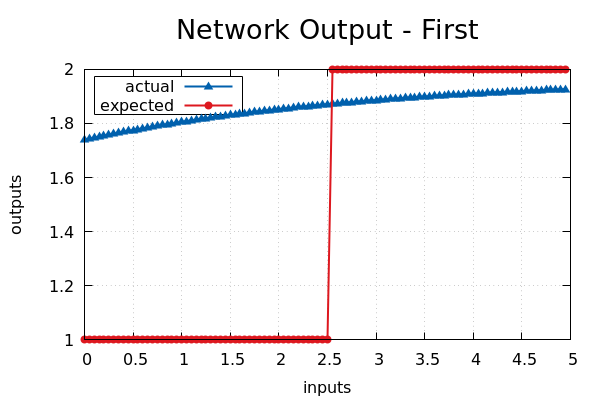 Network Output - First
actual
expected
2
1.8
1.6
1.4
1.2
1
outputs
0 0.5 1 1.5 2 2.5 3 3.5 4 4.5 5
inputs